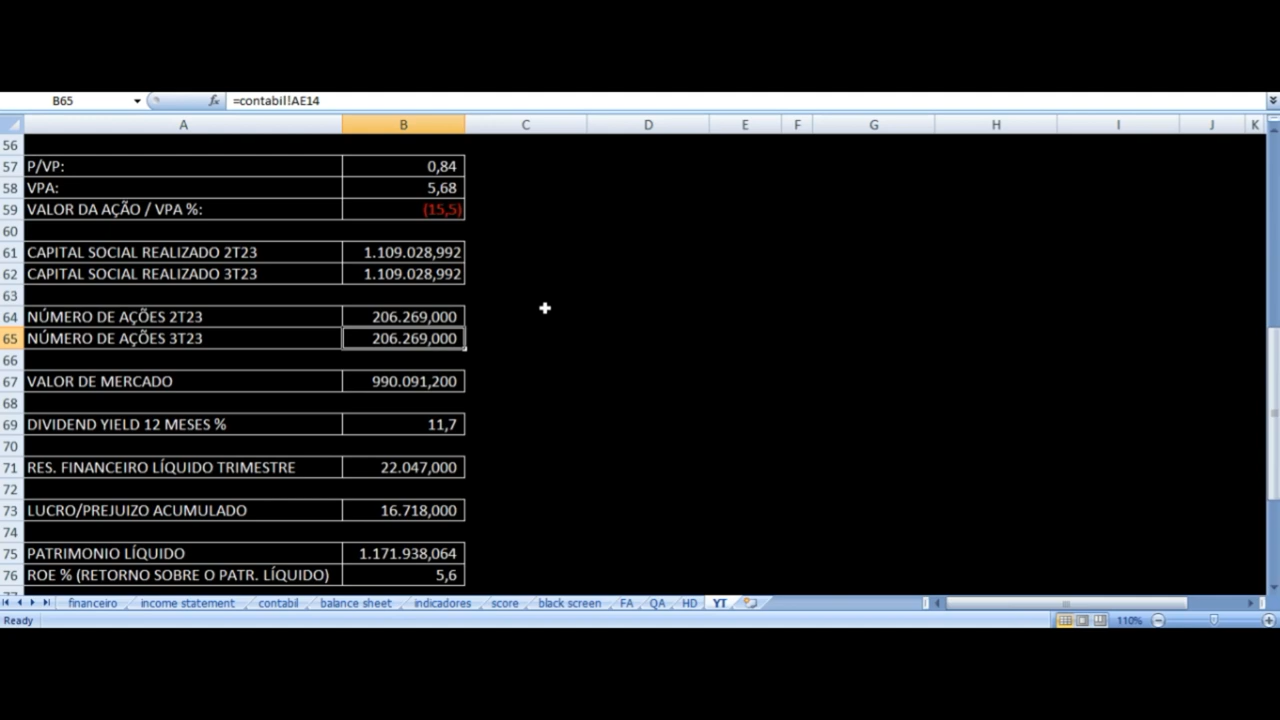 B65 fx =contabil!AE14
A B C D E F G H I J K
56
57 P/VP: 0,84
58 VPA: 5,68
59 VALOR DA AÇÃO / VPA %: (15,5)
60
61 CAPITAL SOCIAL REALIZADO 2T23 1.109.028,992
62 CAPITAL SOCIAL REALIZADO 3T23 1.109.028,992
63
64 NÚMERO DE AÇÕES 2T23 206.269,000
65 NÚMERO DE AÇÕES 3T23 206.269,000
66
67 VALOR DE MERCADO 990.091,200
68
69 DIVIDEND YIELD 12 MESES % 11,7
70
71 RES. FINANCEIRO LÍQUIDO TRIMESTRE 22.047,000
72
73 LUCRO/PREJUIZO ACUMULADO 16.718,000
74
75 PATRIMONIO LÍQUIDO 1.171.938,064
76 ROE % (RETORNO SOBRE O PATR. LÍQUIDO) 5,6
financeiro income statement contabil balance sheet indicadores score black screen FA QA HD YT
Ready 110%